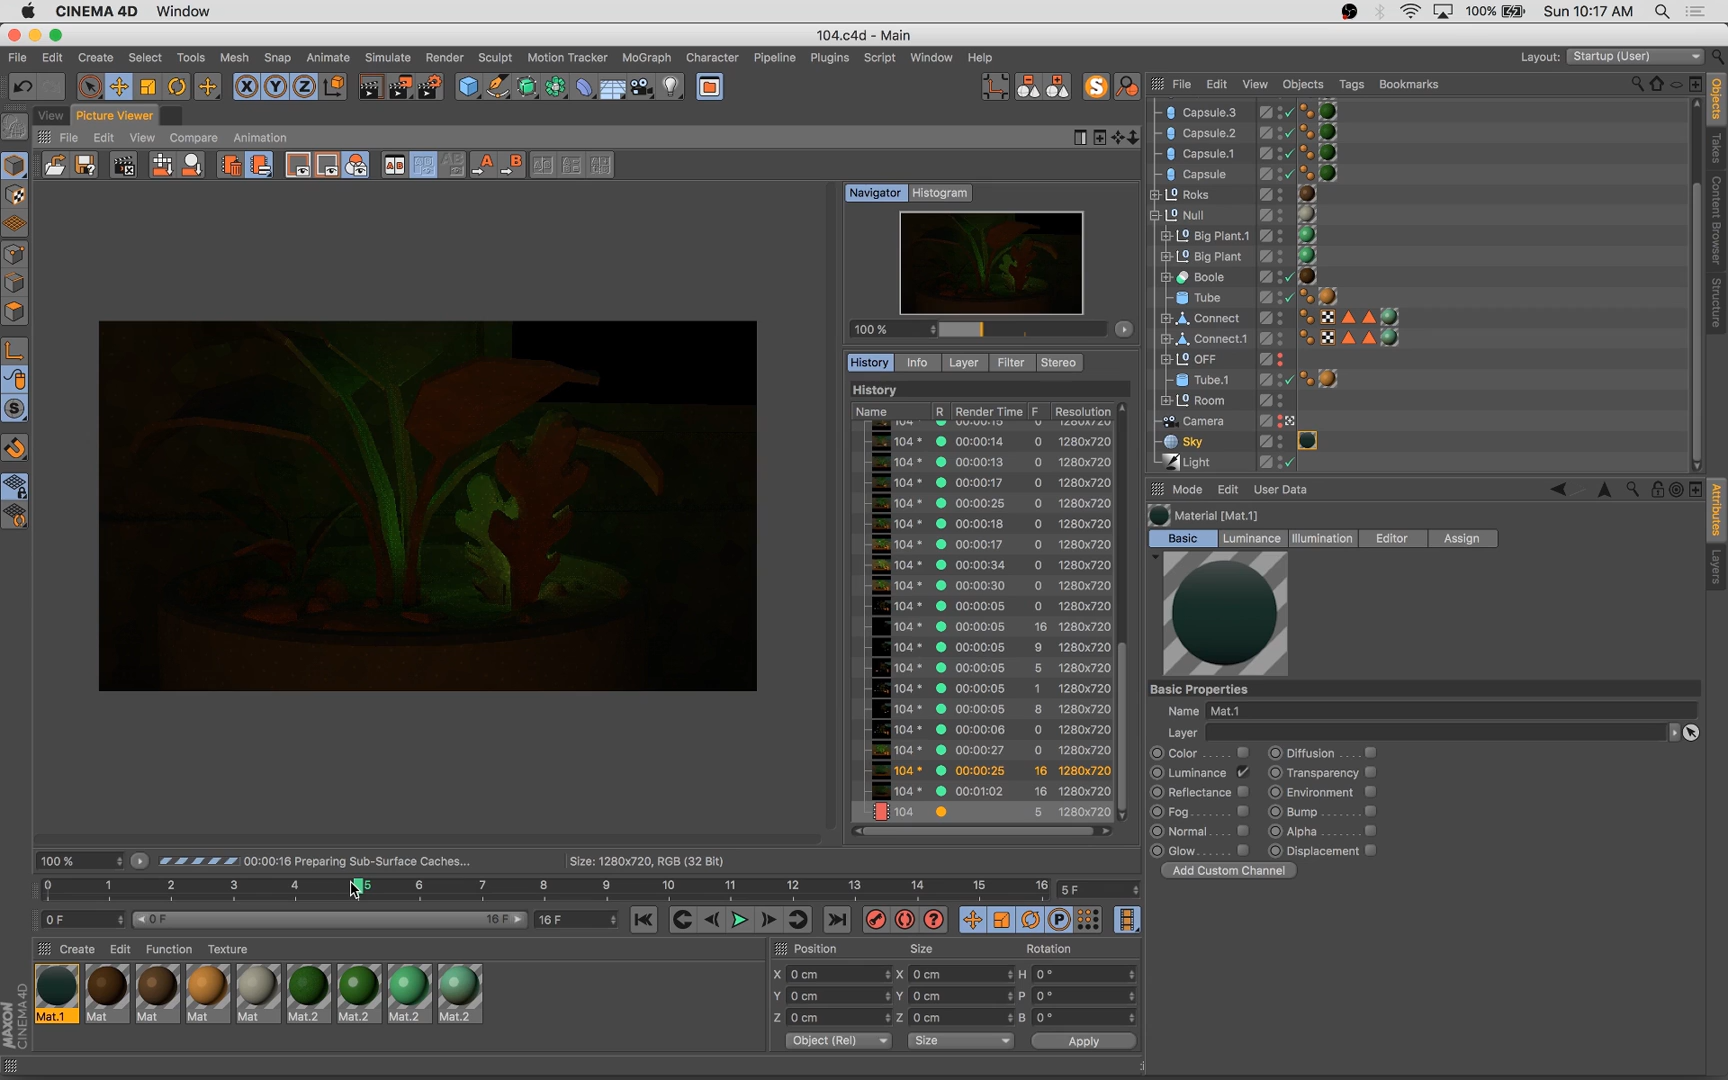 CINEMA 4D Window 100% Sun 10:17 AM
104.c4d - Main
File Edit Create Select Tools Mesh Snap Animate Simulate Render Sculpt Motion Tracker MoGraph Character Pipeline Plugins Script Window Help Layout: Startup (User)
X Y Z S
File Edit View Objects Tags Bookmarks
View Picture Viewer
File Edit View Compare Animation
AB A B
Navigator Histogram
100 %
History Info Layer Filter Stereo
History
Name R Render Time F Resolution
104 * 00:00:15 0 1280x720
104 * 00:00:14 0 1280x720
104 * 00:00:13 0 1280x720
104 * 00:00:17 0 1280x720
104 * 00:00:25 0 1280x720
104 * 00:00:18 0 1280x720
104 * 00:00:17 0 1280x720
104 * 00:00:34 0 1280x720
104 * 00:00:30 0 1280x720
104 * 00:00:05 0 1280x720
104 * 00:00:05 16 1280x720
104 * 00:00:05 9 1280x720
104 * 00:00:05 5 1280x720
104 * 00:00:05 1 1280x720
104 * 00:00:05 8 1280x720
104 * 00:00:06 0 1280x720
104 * 00:00:27 0 1280x720
104 * 00:00:25 16 1280x720
104 * 00:01:02 16 1280x720
104 5 1280x720
Capsule.3
Capsule.2
Capsule.1
Capsule
Roks
Null
Big Plant.1
Big Plant
Boole
Tube
Connect
Connect.1
OFF
Tube.1
Room
Camera
Sky
Light
Objects
Takes
Content Browser
Structure
Attributes
Layers
Mode Edit User Data
Material [Mat.1]
Basic Luminance Illumination Editor Assign
Basic Properties
Name Mat.1
Layer
Color Diffusion
Luminance Transparency
Reflectance Environment
Fog Bump
Normal Alpha
Glow Displacement
Add Custom Channel
100 % 00:00:16 Preparing Sub-Surface Caches... Size: 1280x720, RGB (32 Bit)
0 1 2 3 4 5 6 7 8 9 10 11 12 13 14 15 16 5 F
0 F 0 F 16 F 16 F ? P
Create Edit Function Texture
Mat.1 Mat Mat Mat Mat Mat.2 Mat.2 Mat.2 Mat.2
Position Size Rotation
X 0 cm X 0 cm H 0 °
Y 0 cm Y 0 cm P 0 °
Z 0 cm Z 0 cm B 0 °
Object (Rel) Size Apply
MAXON
CINEMA 4D